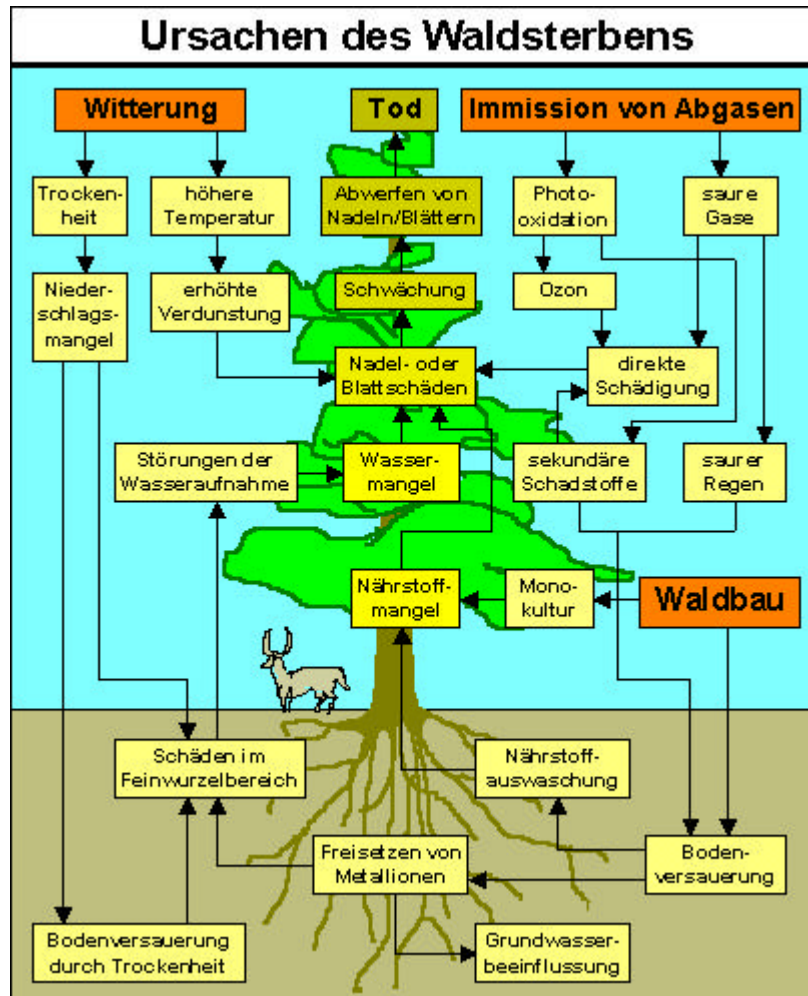 Ursachen des Waldsterbens
Witterung
Tod
Immission von Abgasen
Trocken-
heit
höhere
Temperatur
Abwerfen von
Nadeln/Blättern
Photo-
oxidation
saure
Gase
Nieder-
schlags-
mangel
erhöhte
Verdunstung
Schwächung
Ozon
Nadel- oder
Blattschäden
direkte
Schädigung
Störungen der
Wasseraufnahme
Wasser-
mangel
sekundäre
Schadstoffe
saurer
Regen
Nährstoff-
mangel
Mono-
kultur
Waldbau
Schäden im
Feinwurzelbereich
Nährstoff-
auswaschung
Freisetzen von
Metallionen
Boden-
versauerung
Bodenversauerung
durch Trockenheit
Grundwasser-
beeinflussung